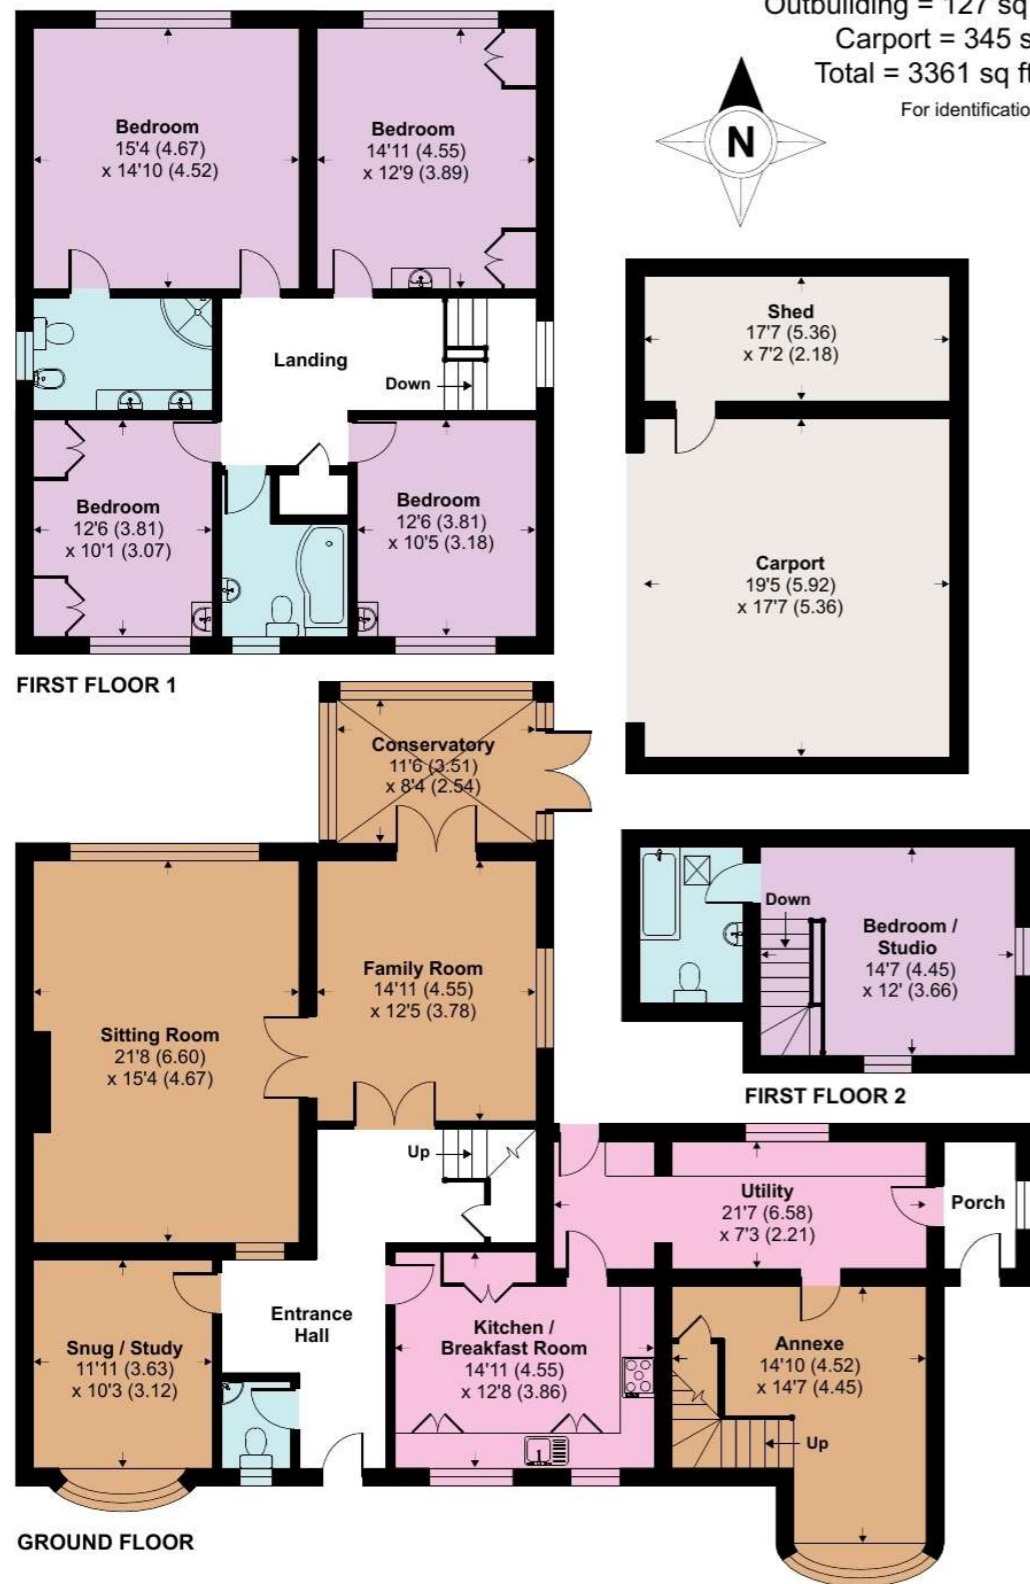 Outbuilding = 127 sq
Carport = 345 s
Total = 3361 sq ft
For identificatio
N
Bedroom
15'4 (4.67)
x 14'10 (4.52)
Bedroom
14'11 (4.55)
x 12'9 (3.89)
Landing
Down
Bedroom
12'6 (3.81)
x 10'1 (3.07)
Bedroom
12'6 (3.81)
x 10'5 (3.18)
FIRST FLOOR 1
Shed
17'7 (5.36)
x 7'2 (2.18)
Carport
19'5 (5.92)
x 17'7 (5.36)
Conservatory
11'6 (3.51)
x 8'4 (2.54)
Family Room
14'11 (4.55)
x 12'5 (3.78)
Sitting Room
21'8 (6.60)
x 15'4 (4.67)
Down
Bedroom /
Studio
14'7 (4.45)
x 12' (3.66)
FIRST FLOOR 2
Up
Utility
21'7 (6.58)
x 7'3 (2.21)
Porch
Entrance
Hall
Snug / Study
11'11 (3.63)
x 10'3 (3.12)
Kitchen /
Breakfast Room
14'11 (4.55)
x 12'8 (3.86)
Annexe
14'10 (4.52)
x 14'7 (4.45)
Up
GROUND FLOOR